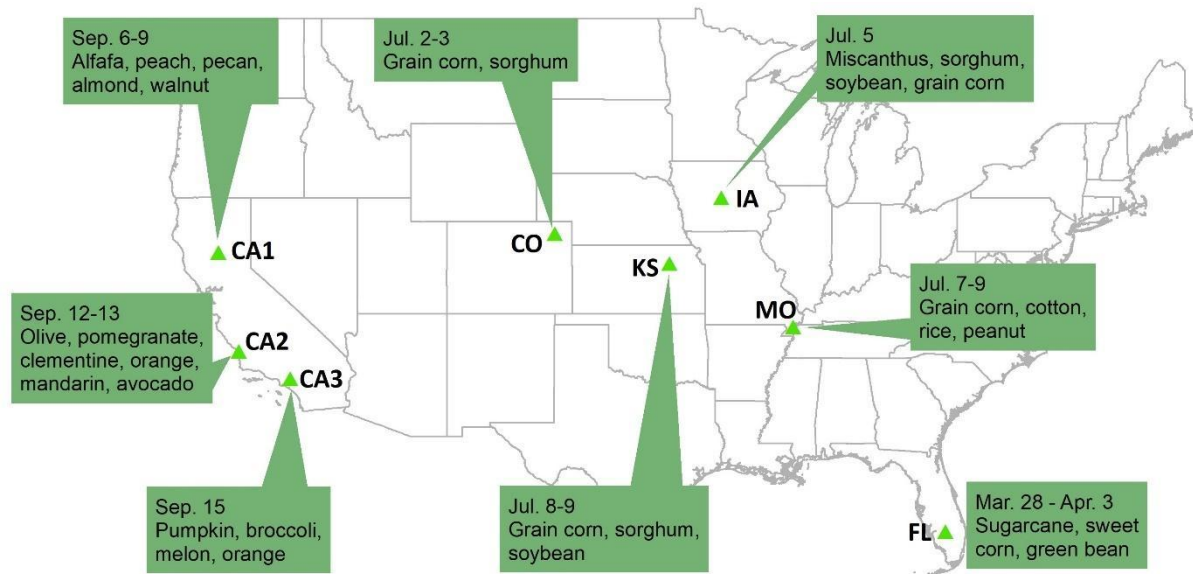 Sep. 6-9
Alfafa, peach, pecan,
almond, walnut
Jul. 2-3
Grain corn, sorghum
Jul. 5
Miscanthus, sorghum,
soybean, grain corn
IA
CO
CA1
KS
Jul. 7-9
Grain corn, cotton,
rice, peanut
MO
Sep. 12-13
Olive, pomegranate,
clementine, orange,
mandarin, avocado
CA2
CA3
Sep. 15
Pumpkin, broccoli,
melon, orange
Jul. 8-9
Grain corn, sorghum,
soybean
FL
Mar. 28 - Apr. 3
Sugarcane, sweet
corn, green bean